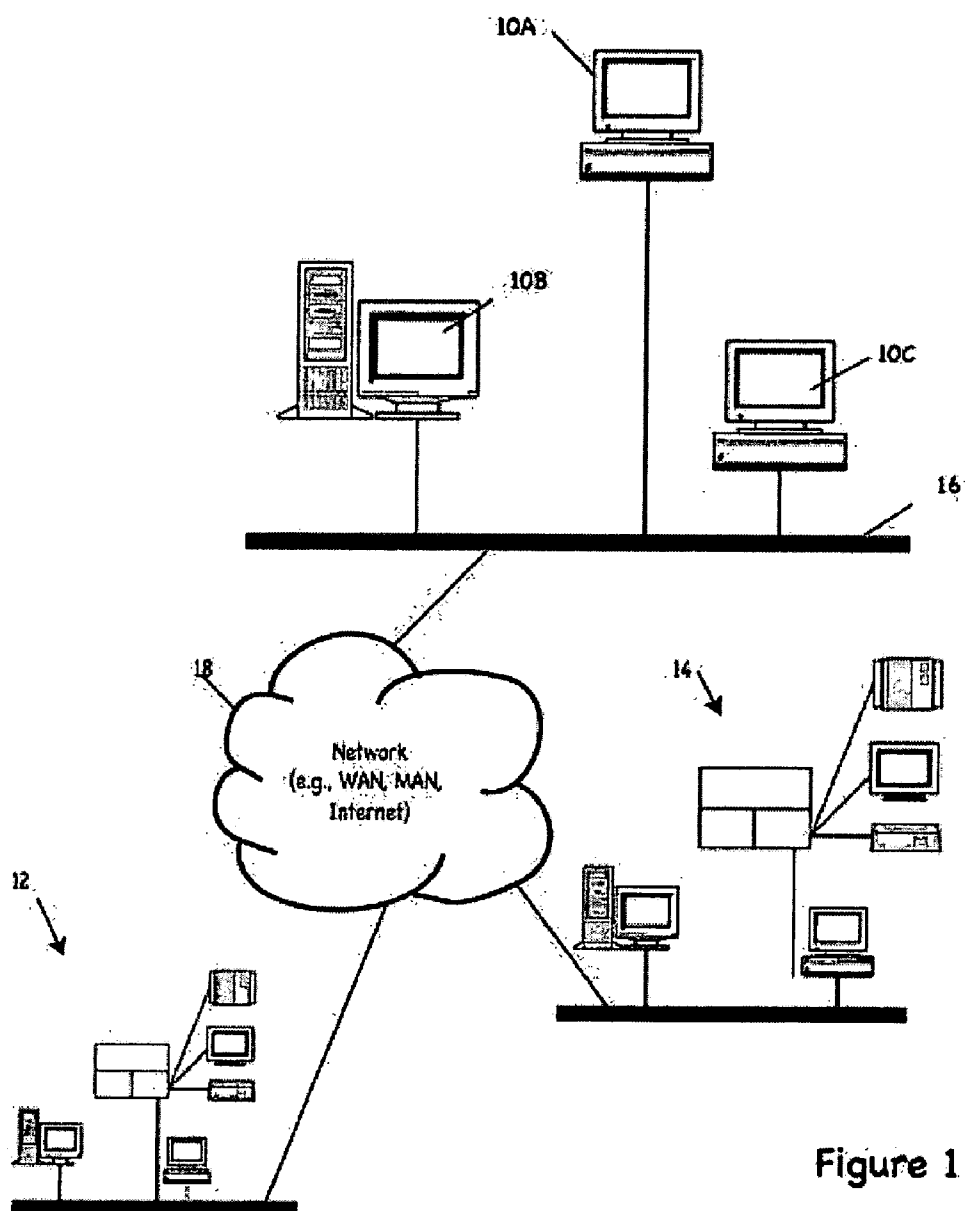 10A
10B
10C
16
18
Network
(e.g., WAN, MAN,
Internet)
14
12
Figure 1